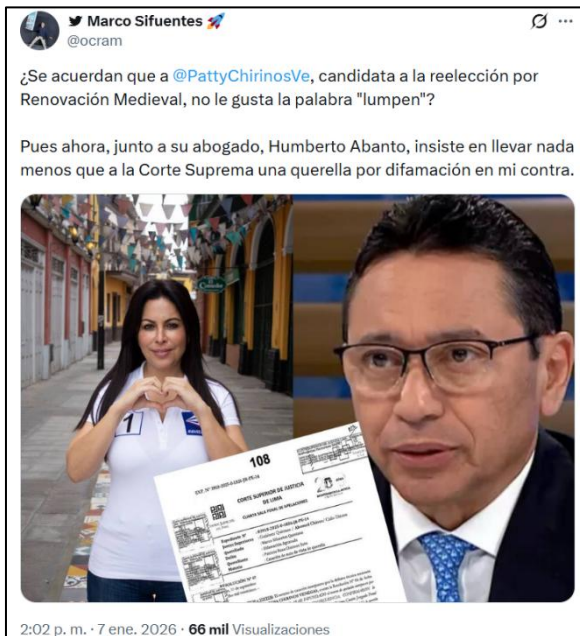 Marco Sifuentes
@ocram
¿Se acuerdan que a @PattyChirinosVe, candidata a la reelección por
Renovación Medieval, no le gusta la palabra "lumpen"?
Pues ahora, junto a su abogado, Humberto Abanto, insiste en llevar nada
menos que a la Corte Suprema una querella por difamación en mi contra.
1
108
CORTE SUPERIOR DE JUSTICIA
DE LIMA
2:02 p. m. · 7 ene. 2026 · 66 mil Visualizaciones